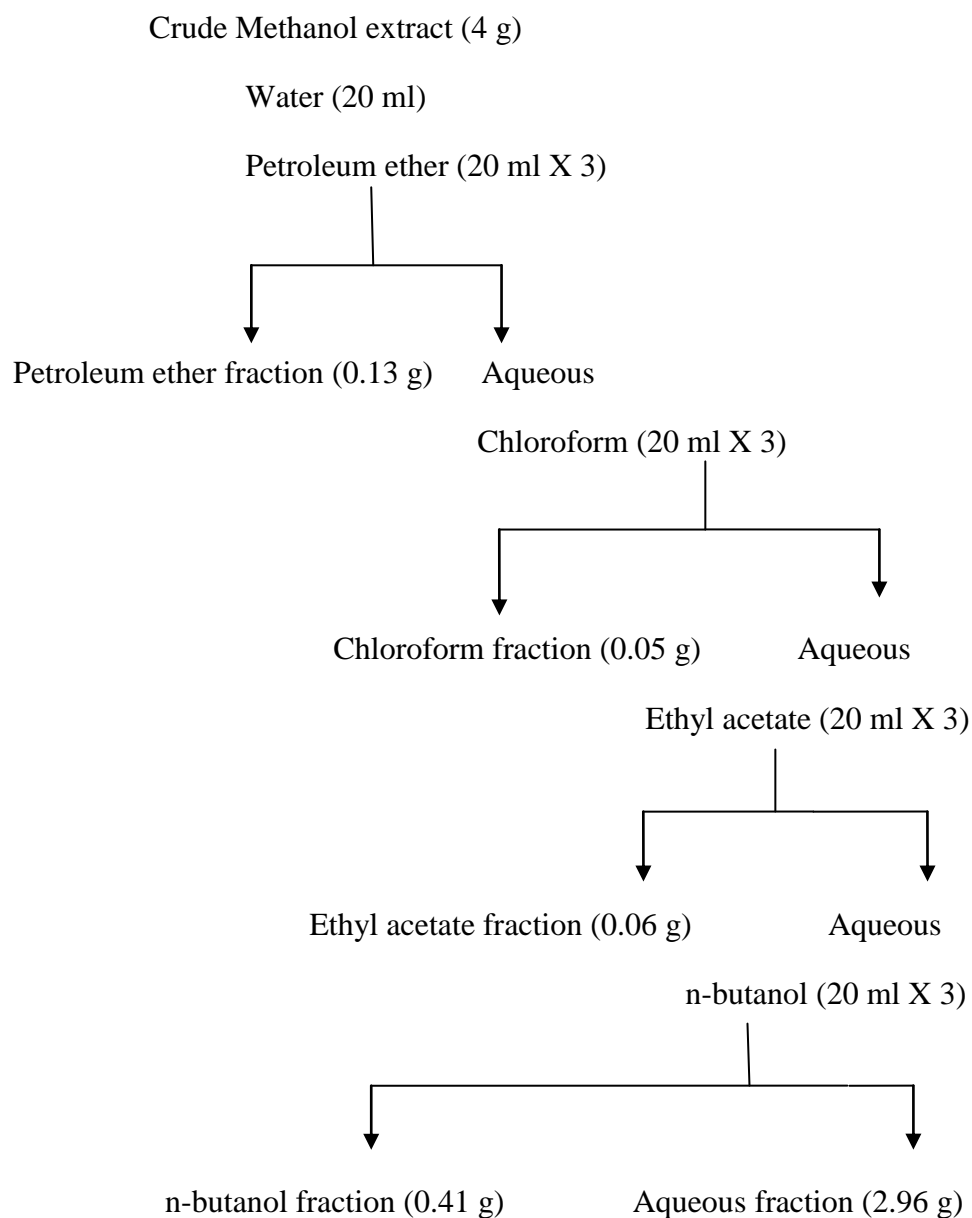 Crude Methanol extract (4 g)
Water (20 ml)
Petroleum ether (20 ml X 3)
Petroleum ether fraction (0.13 g) Aqueous
Chloroform (20 ml X 3)
Chloroform fraction (0.05 g) Aqueous
Ethyl acetate (20 ml X 3)
Ethyl acetate fraction (0.06 g) Aqueous
n-butanol (20 ml X 3)
n-butanol fraction (0.41 g) Aqueous fraction (2.96 g)